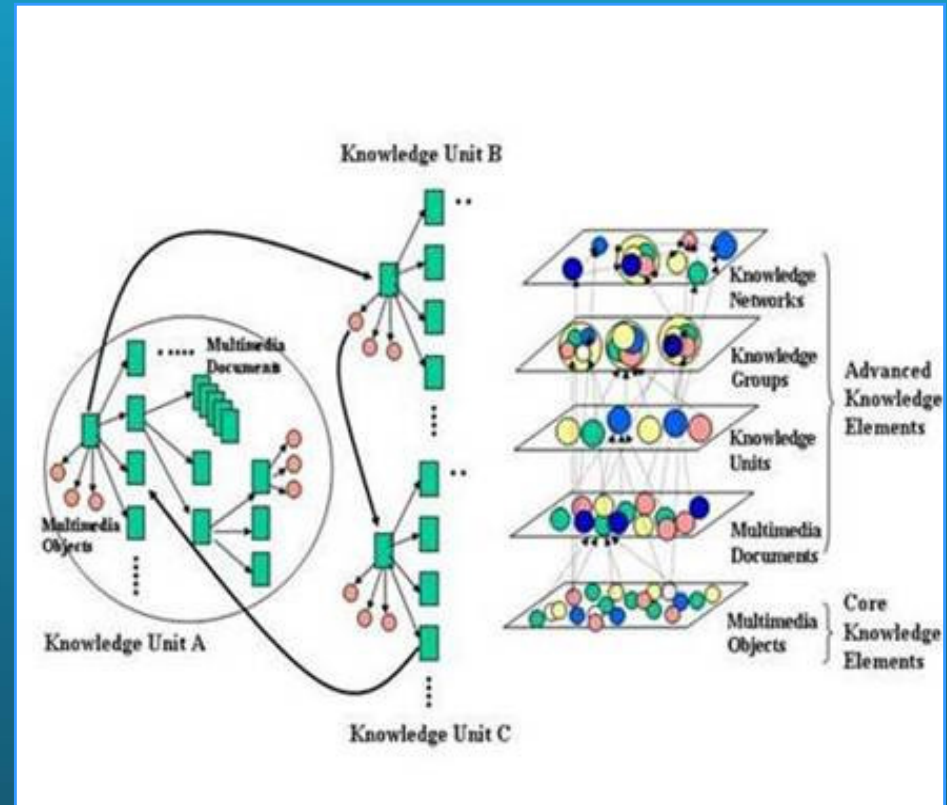 Knowledge Unit B
Multimedia
Documents
Multimedia
Objects
Knowledge Unit A
Knowledge Unit C
Knowledge
Networks
Knowledge
Groups
Knowledge
Units
Multimedia
Documents
Multimedia
Objects
Advanced
Knowledge
Elements
Core
Knowledge
Elements